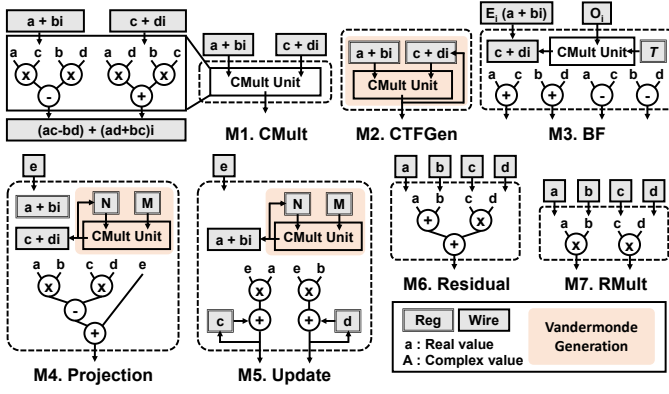 a + bi
c + di
a c b d
a d b c
x x x x
- +
(ac-bd) + (ad+bc)i
a + bi
c + di
CMult Unit
M1. CMult
a + bi
c + di
CMult Unit
M2. CTFGen
Ei (a + bi)
Oi
c + di
CMult Unit
T
a c b d a c b d
+ + - -
M3. BF
e
a + bi
N
M
c + di
CMult Unit
a b c d e
x x
-
+
M4. Projection
e
N
M
a + bi
CMult Unit
e a e b
x x
c + + d
M5. Update
a b c d
a b c d
+ x
+
M6. Residual
a b c d
a b c d
x x
M7. RMult
Reg
Wire
a : Real value
A : Complex value
Vandermonde
Generation